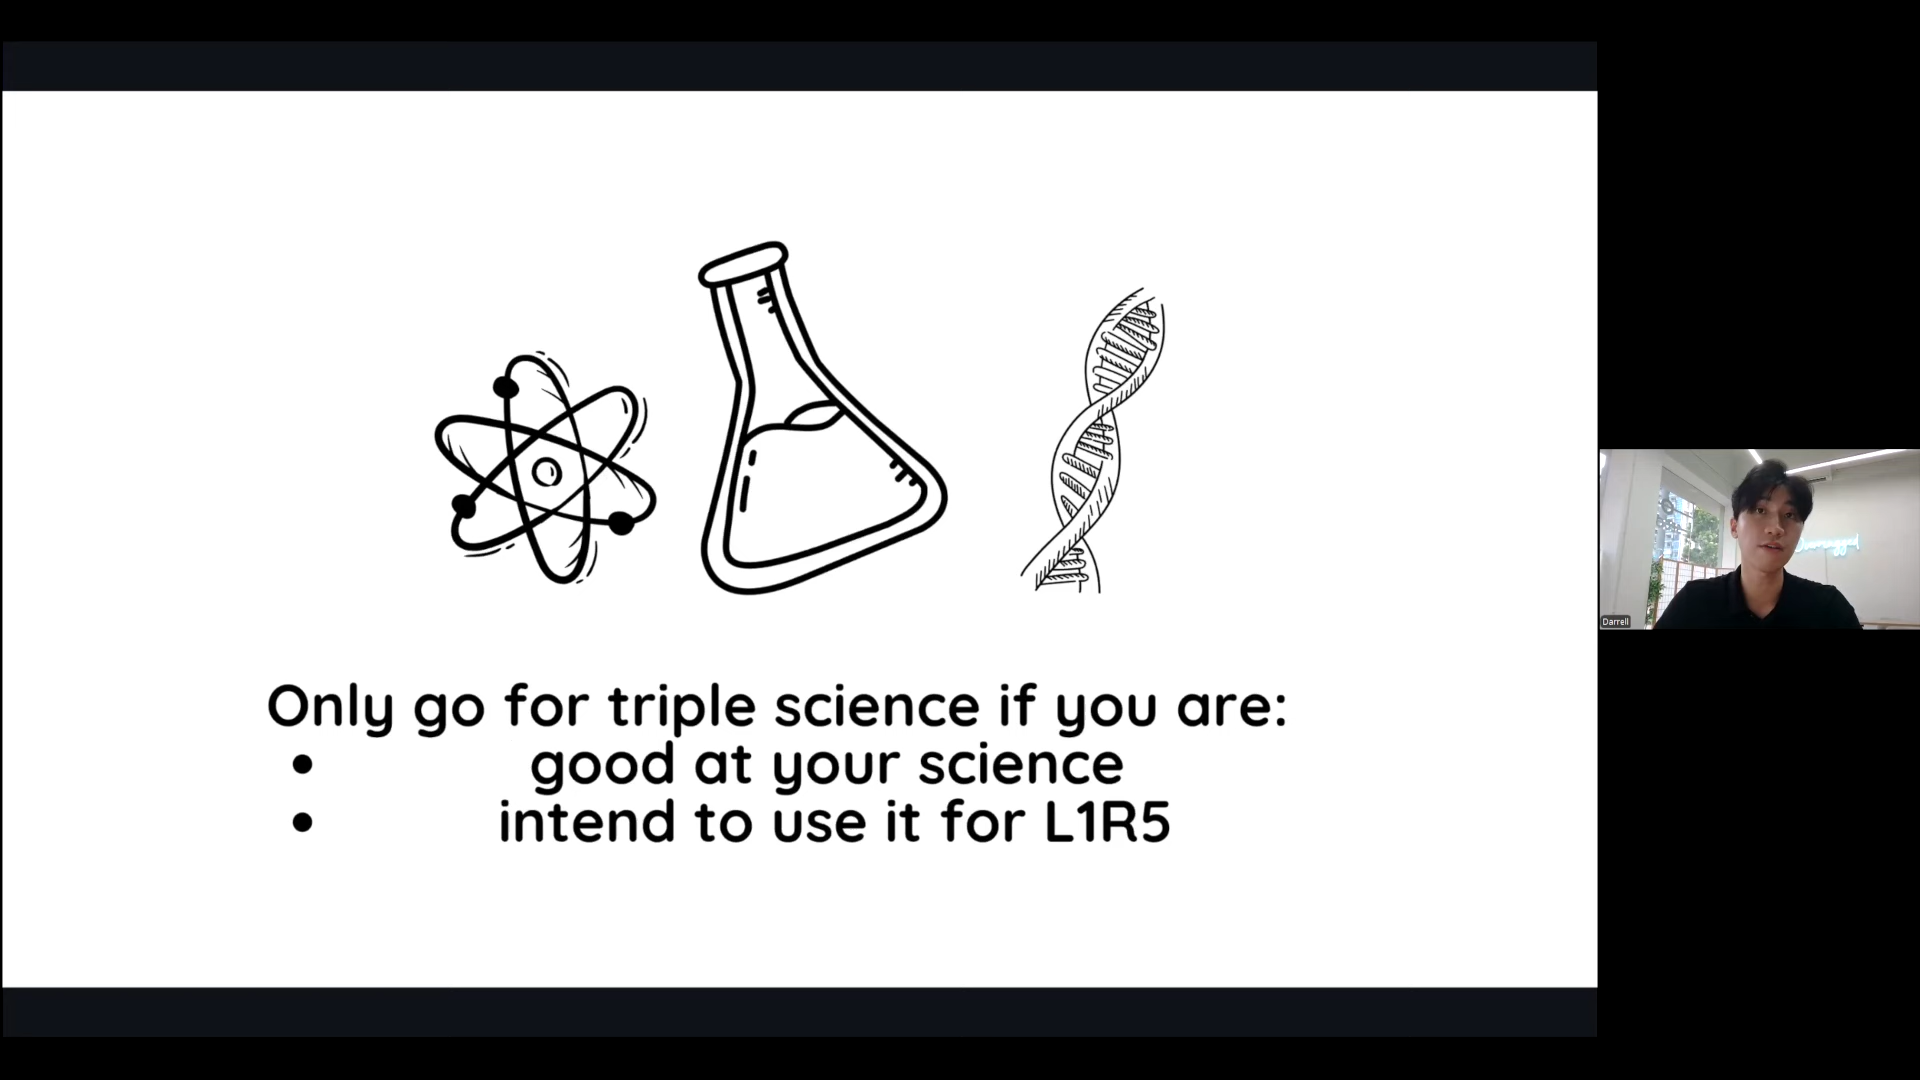 Only go for triple science if you are:
• good at your science
• intend to use it for L1R5
Darrell